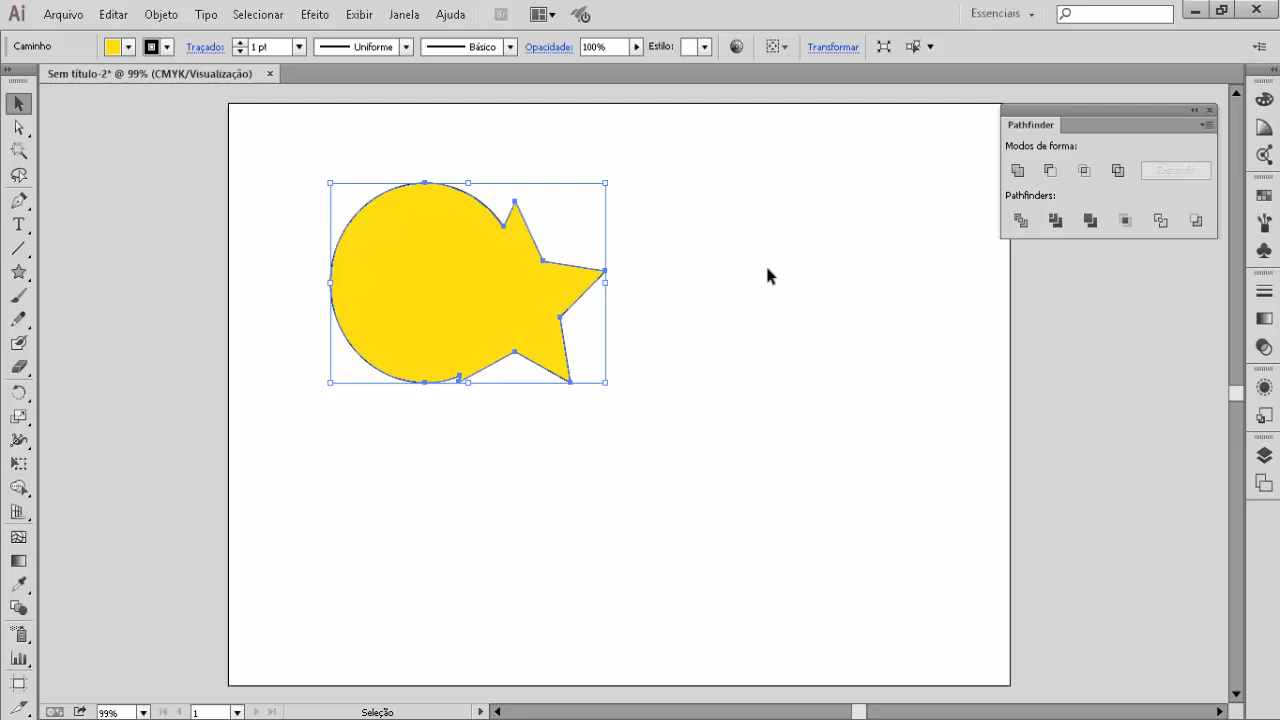 Ai Arquivo Editar Objeto Tipo Selecionar Efeito Exibir Janela Ajuda Br Essenciais
Caminho Traçado: 1 pt Uniforme Básico Opacidade: 100% Estilo: Transformar
Sem título-2* @ 99% (CMYK/Visualização)
Pathfinder
Modos de forma:
Expandir
Pathfinders:
T
99% 1 Seleção